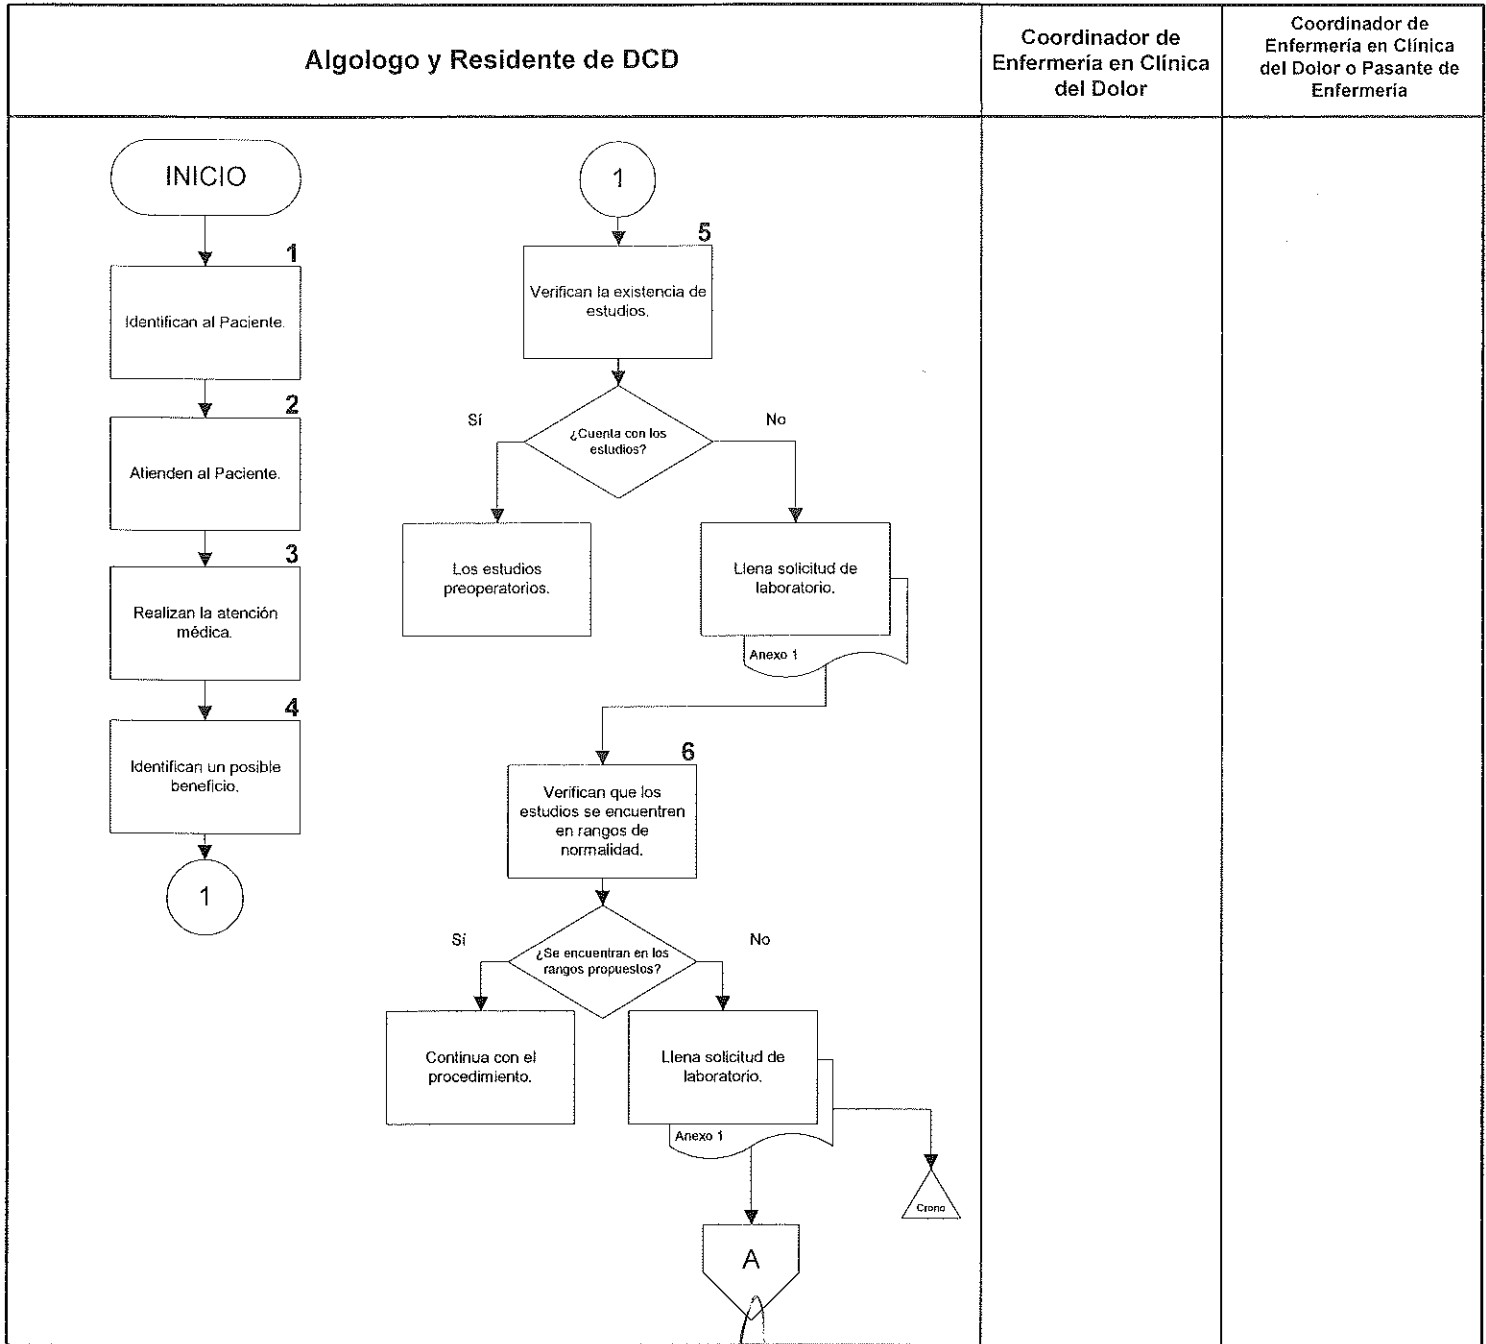 Algologo y Residente de DCD
Coordinador de
Enfermería en Clínica
del Dolor
Coordinador de
Enfermería en Clínica
del Dolor o Pasante de
Enfermería
INICIO
1
Identifican al Paciente.
2
Atienden al Paciente.
3
Realizan la atención
médica.
4
Identifican un posible
beneficio.
1
1
5
Verifican la existencia de
estudios.
¿Cuenta con los
estudios?
Sí
No
Los estudios
preoperatorios.
Llena solicitud de
laboratorio.
Anexo 1
6
Verifican que los
estudios se encuentren
en rangos de
normalidad.
¿Se encuentran en los
rangos propuestos?
Sí
No
Continua con el
procedimiento.
Llena solicitud de
laboratorio.
Anexo 1
Crono
A